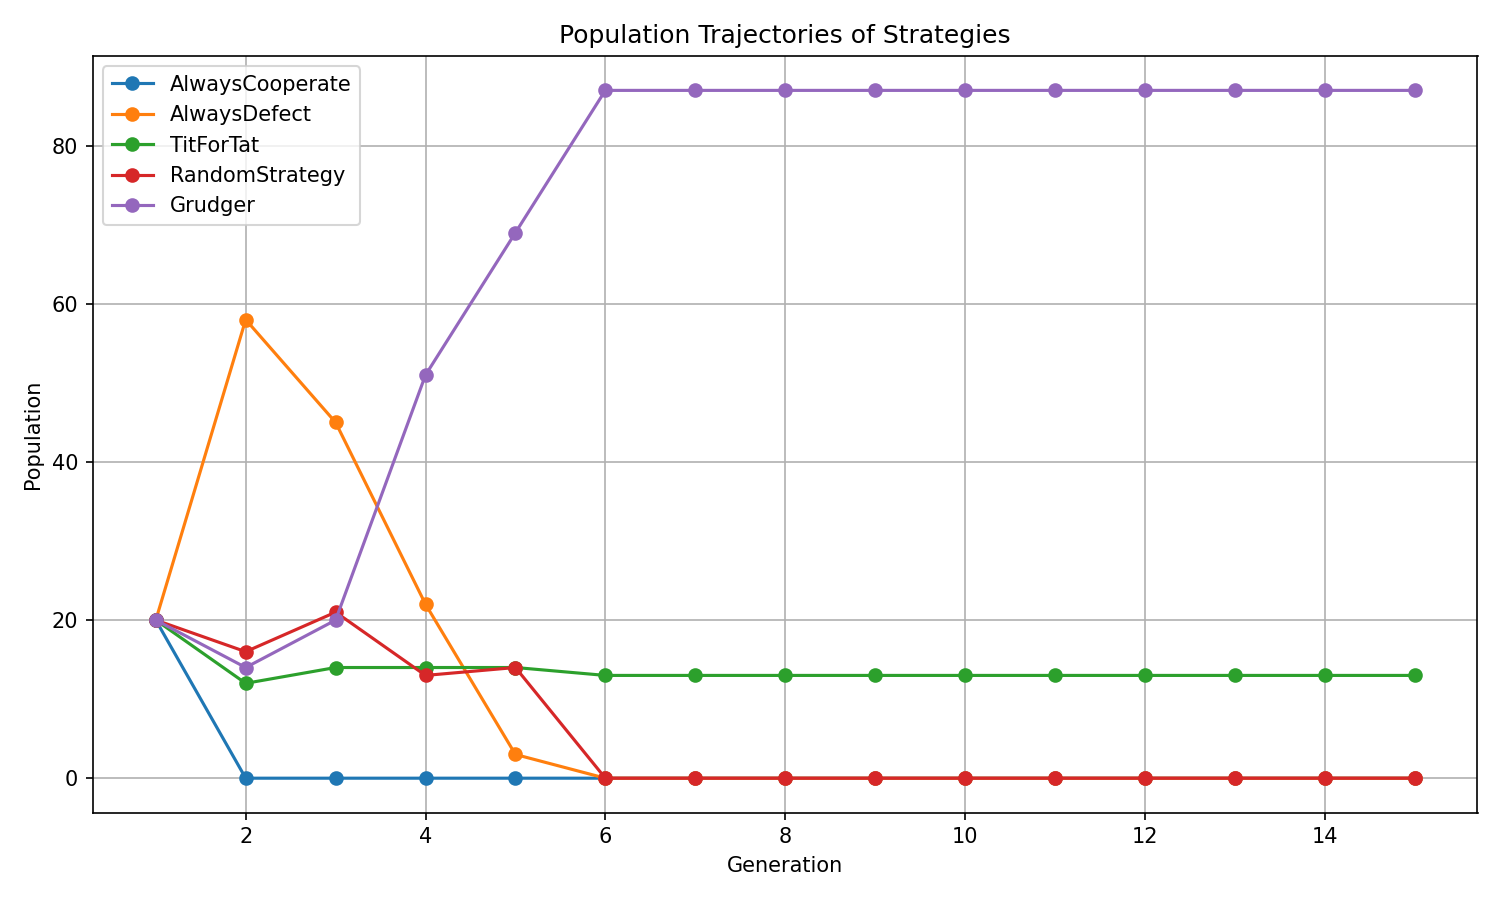 Population Trajectories of Strategies
AlwaysCooperate
AlwaysDefect
TitForTat
RandomStrategy
Grudger
Population
80
60
40
20
0
2 4 6 8 10 12 14
Generation